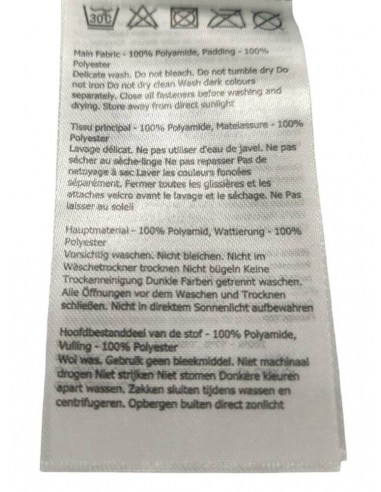 30°C
Main Fabric - 100% Polyamide, Padding - 100%
Polyester
Delicate wash. Do not bleach. Do not tumble dry Do
not Iron Do not dry clean Wash dark colours
separately. Close all fasteners before washing and
drying. Store away from direct sunlight
Tissu principal - 100% Polyamide, Matelassure - 100%
Polyester
Lavage délicat. Ne pas utiliser d'eau de javel. Ne pas
sécher au sèche-linge Ne pas repasser Pas de
netoyage à sac Laver les couleurs foncées
séparément. Fermer toutes les glissières et les
attaches velcro avant le lavage et le séchage. Ne Pas
laisser au soleil
Hauptmaterial - 100% Polyamid, Wattierung - 100%
Polyester
Vorsichtig waschen. Nicht bleichen. Nicht im
Wäschetrockner trocknen Nicht bügeln Keine
Trockenreinigung Dunkle Farben getrennt waschen.
Alle Öffnungen vor dem Waschen und Trocknen
schließen. Nicht in direktem Sonnenlicht aufbewahren
Hoofdbestanddeel van de stof - 100% Polyamide,
Vulling - 100% Polyester
Wol was. Gebruik geen bleekmiddel. Niet machinaal
drogen Niet strijken Niet stomen Donkere kleuren
apart wassen. Zakken sluiten tijdens wassen en
centrifugeren. Opbergen buiten direct zonlicht